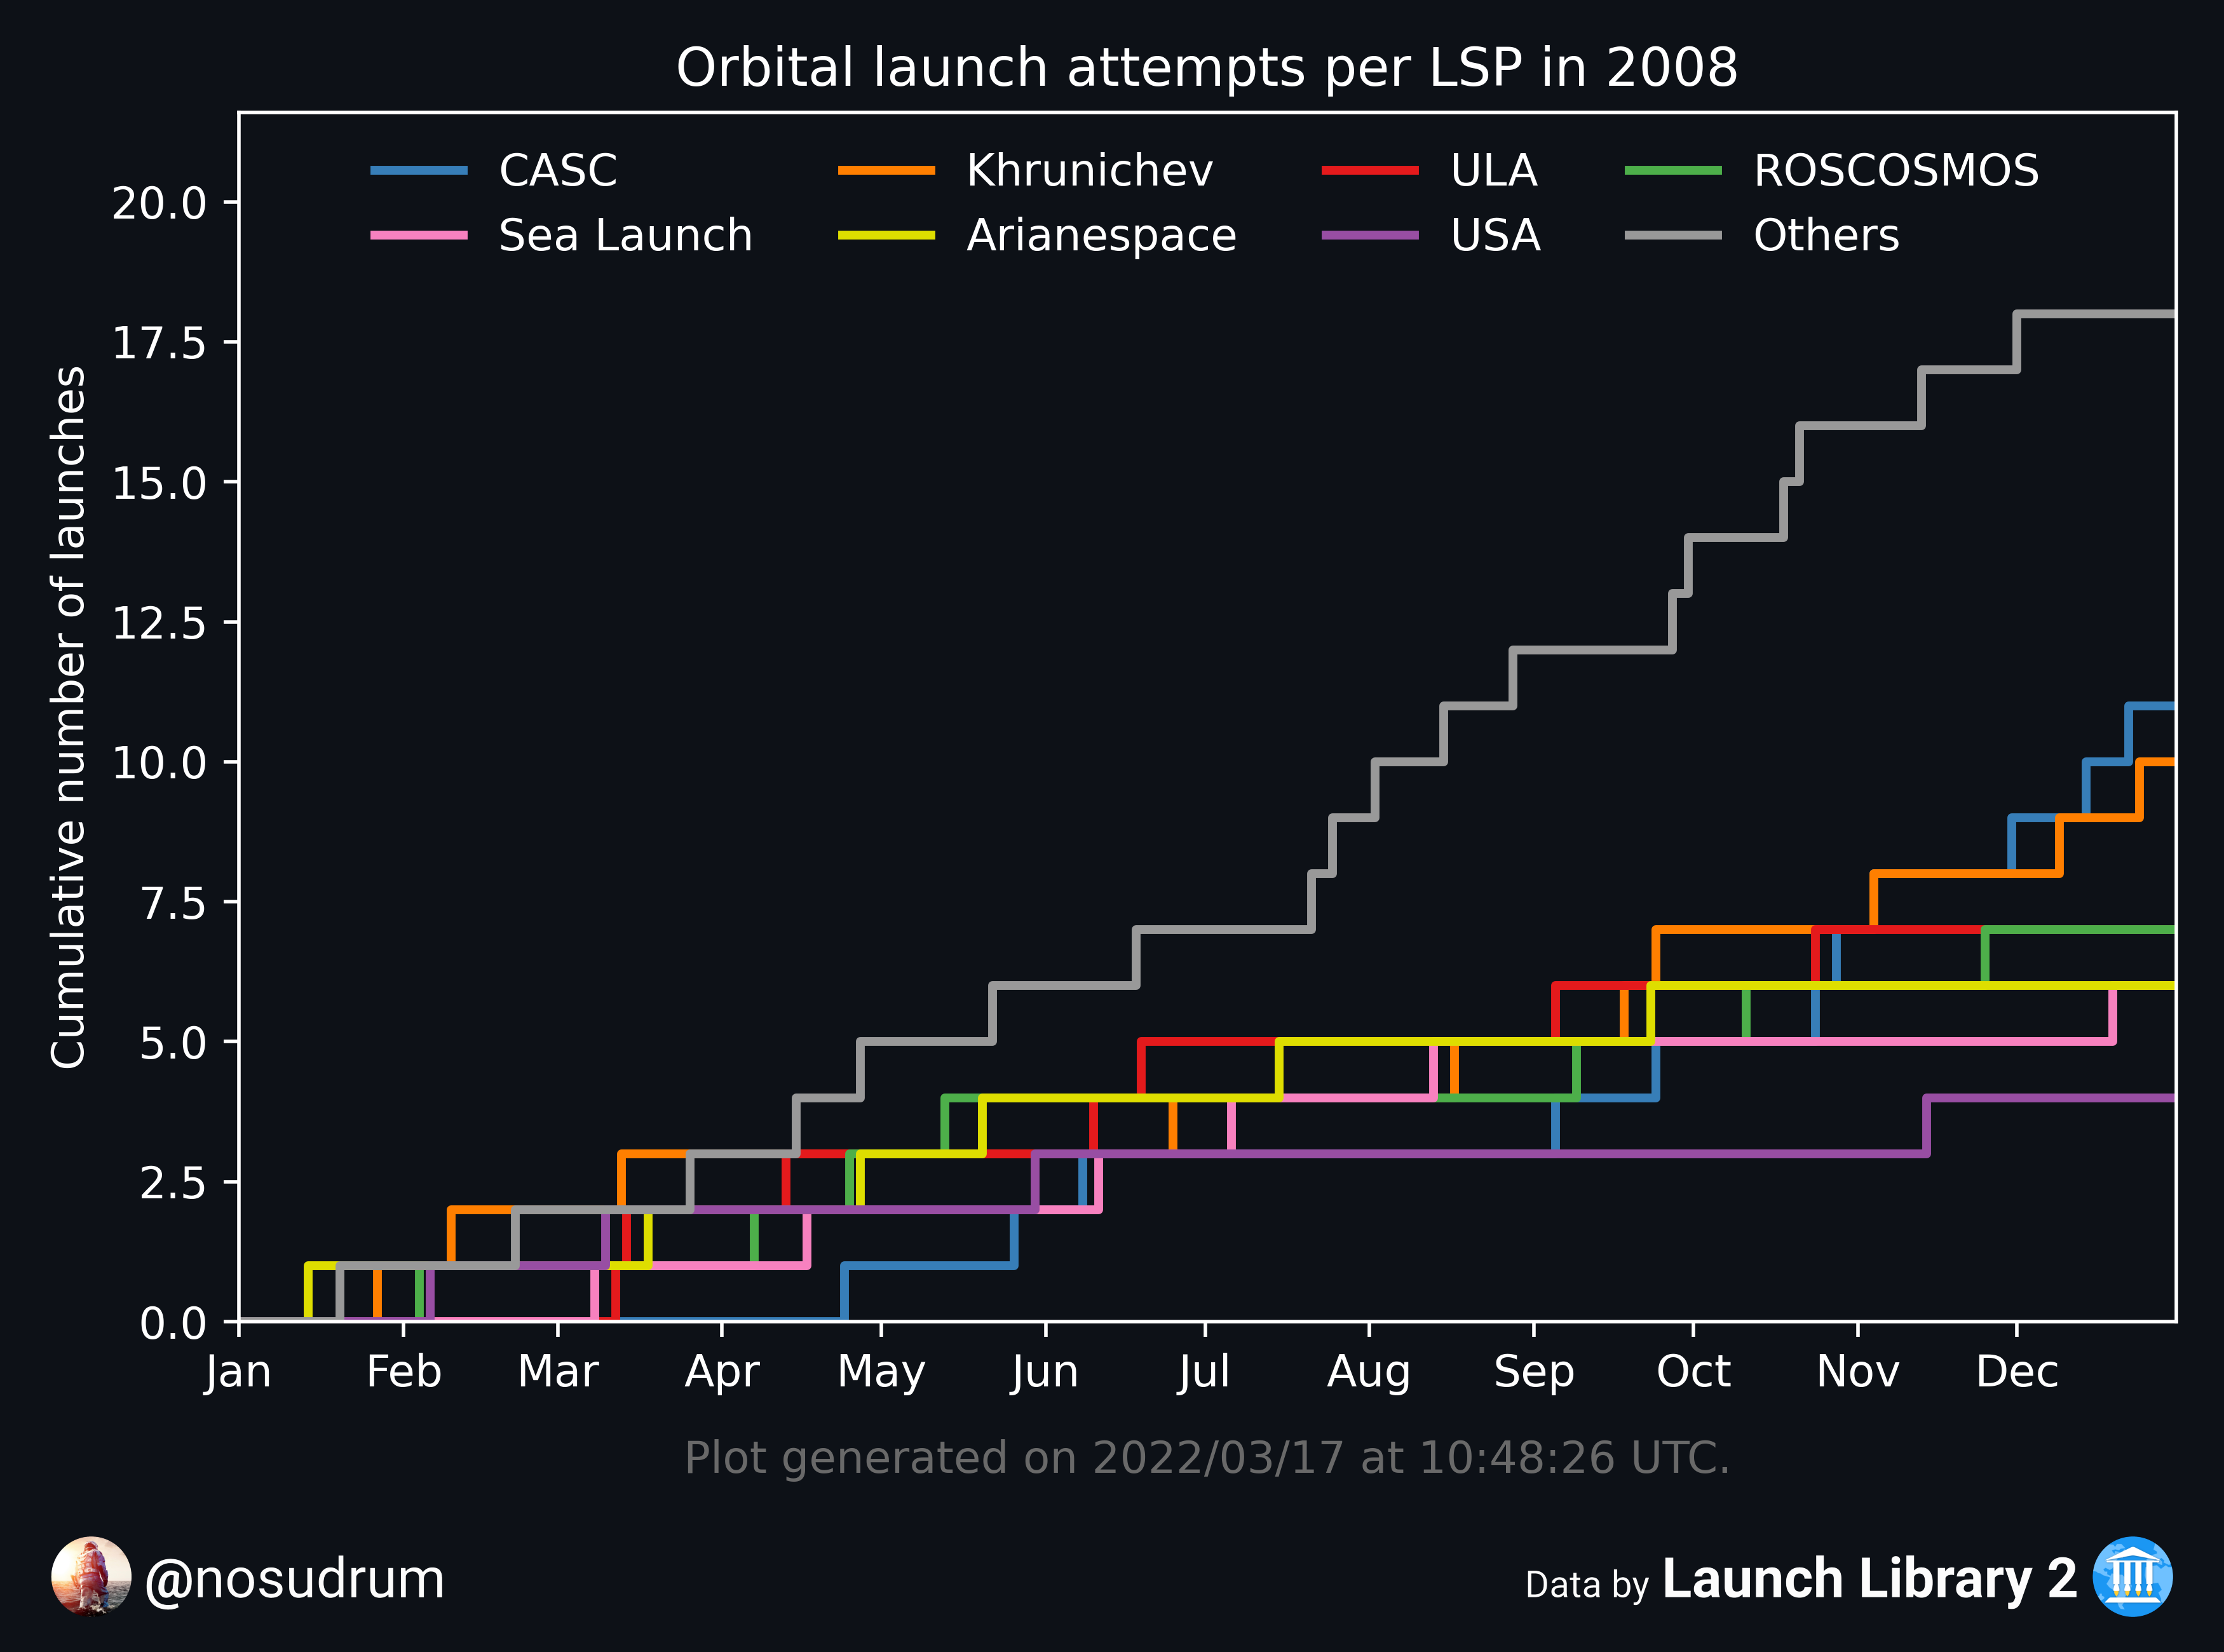 Orbital launch attempts per LSP in 2008
CASC Khrunichev ULA ROSCOSMOS
Sea Launch Arianespace USA Others
Cumulative number of launches
20.0
17.5
15.0
12.5
10.0
7.5
5.0
2.5
0.0
Jan Feb Mar Apr May Jun Jul Aug Sep Oct Nov Dec
Plot generated on 2022/03/17 at 10:48:26 UTC.
@nosudrum
Data by Launch Library 2